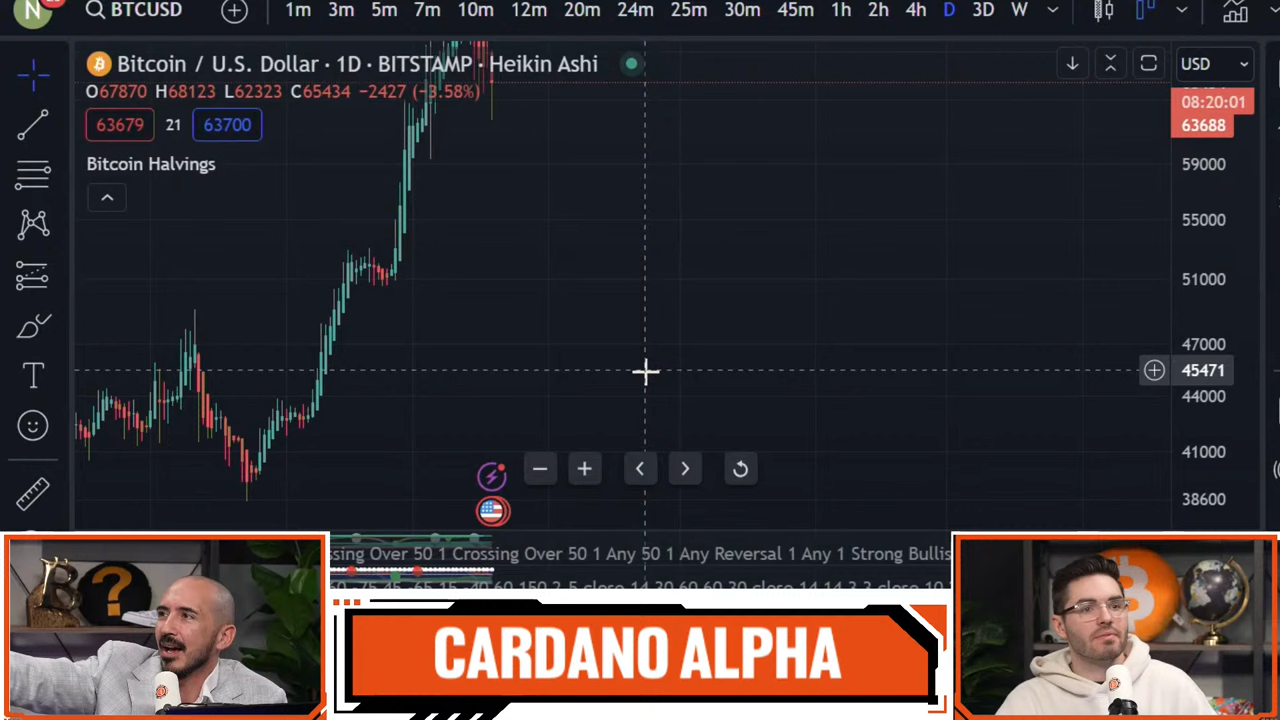 N BTCUSD 1m 3m 5m 7m 10m 12m 20m 24m 25m 30m 45m 1h 2h 4h D 3D W
Bitcoin / U.S. Dollar · 1D · BITSTAMP · Heikin Ashi
USD
O67870 H68123 L62323 C65434 −2427 (−3.58%)
08:20:01
63679 21 63700
63688
Bitcoin Halvings
59000
55000
51000
47000
45471
44000
41000
38600
ssing Over 50 1 Crossing Over 50 1 Any 50 1 Any Reversal 1 Any 1 Strong Bullis
CARDANO ALPHA